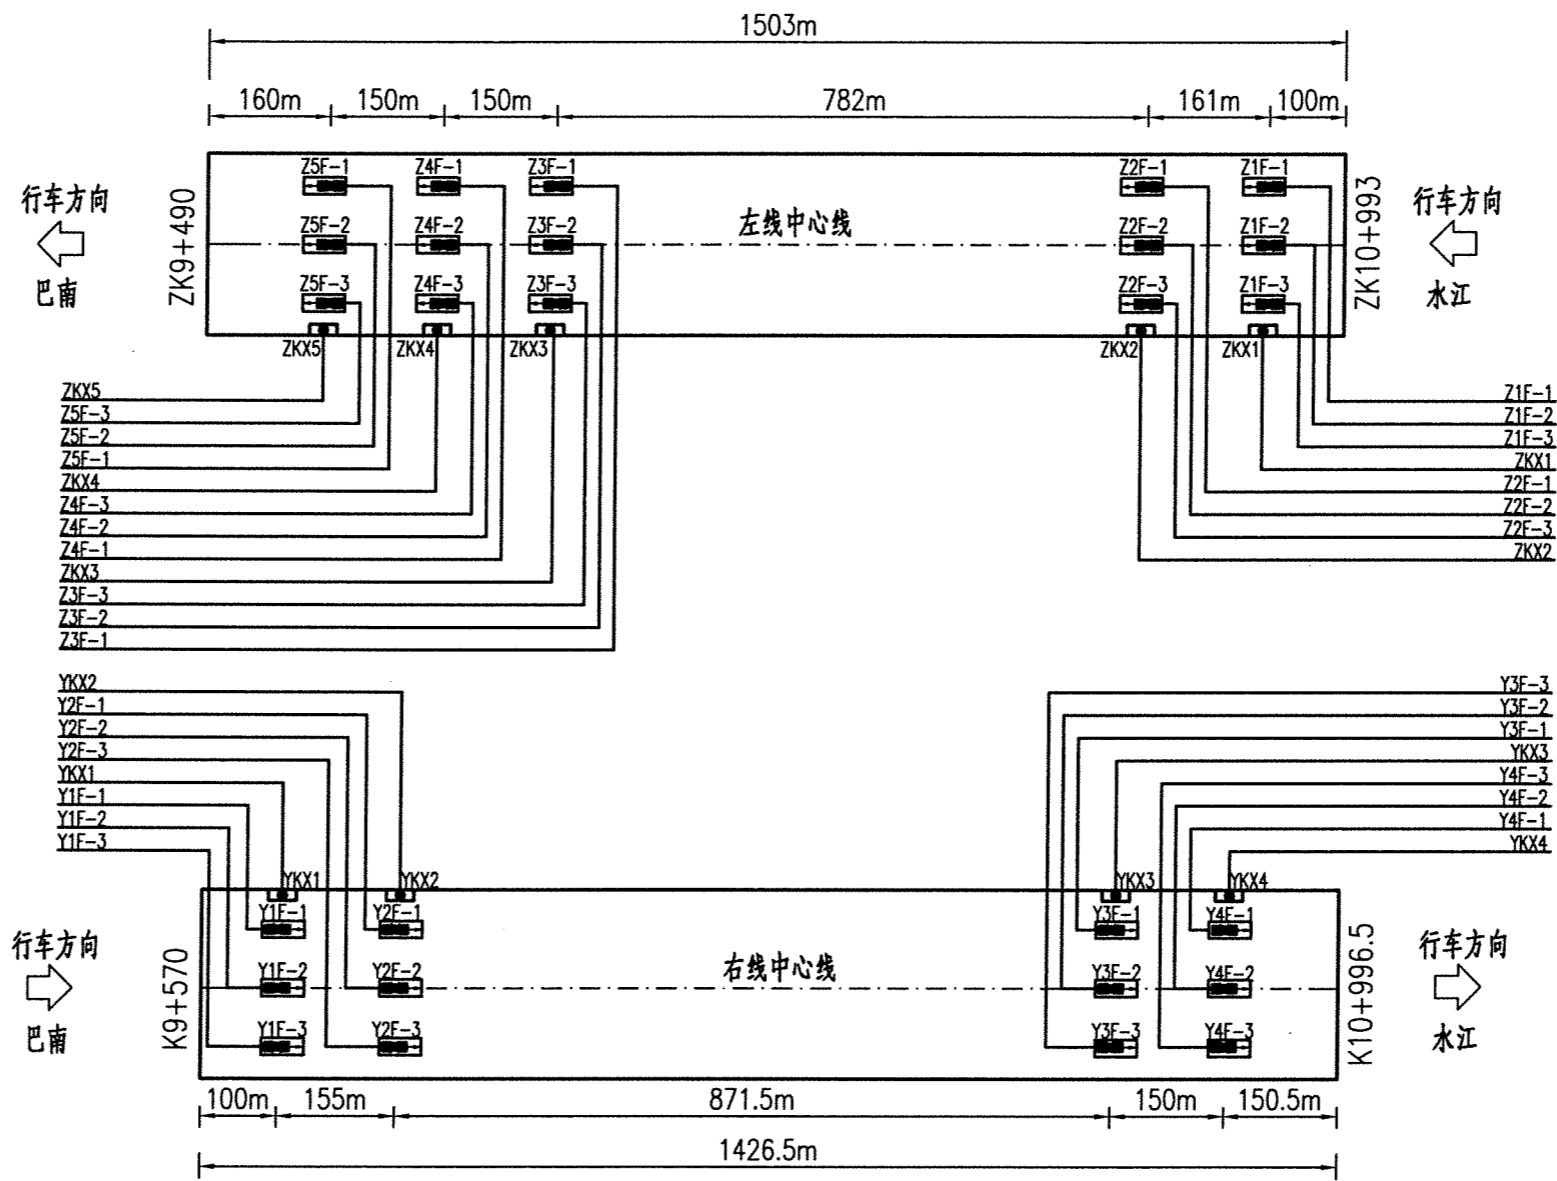 1503m
160m 150m 150m 782m 161m 100m
Z5F-1 Z4F-1 Z3F-1 Z2F-1 Z1F-1
行车方向 ZK9+490 左线中心线 ZK10+993 行车方向
Z5F-2 Z4F-2 Z3F-2 Z2F-2 Z1F-2
巴南 水江
Z5F-3 Z4F-3 Z3F-3 Z2F-3 Z1F-3
ZKX5 ZKX4 ZKX3 ZKX2 ZKX1
ZKX5 Z1F-1
Z5F-3 Z1F-2
Z5F-2 Z1F-3
Z5F-1 ZKX1
ZKX4 Z2F-1
Z4F-3 Z2F-2
Z4F-2 Z2F-3
Z4F-1 ZKX2
ZKX3
Z3F-3
Z3F-2
Z3F-1
YKX2 Y3F-3
Y2F-1 Y3F-2
Y2F-2 Y3F-1
Y2F-3 YKX3
YKX1 Y4F-3
Y1F-1 Y4F-2
Y1F-2 Y4F-1
Y1F-3 YKX4
YKX1 YKX2 YKX3 YKX4
Y1F-1 Y2F-1 Y3F-1 Y4F-1
行车方向 K9+570 右线中心线 K10+996.5 行车方向
Y1F-2 Y2F-2 Y3F-2 Y4F-2
巴南 水江
Y1F-3 Y2F-3 Y3F-3 Y4F-3
100m 155m 871.5m 150m 150.5m
1426.5m